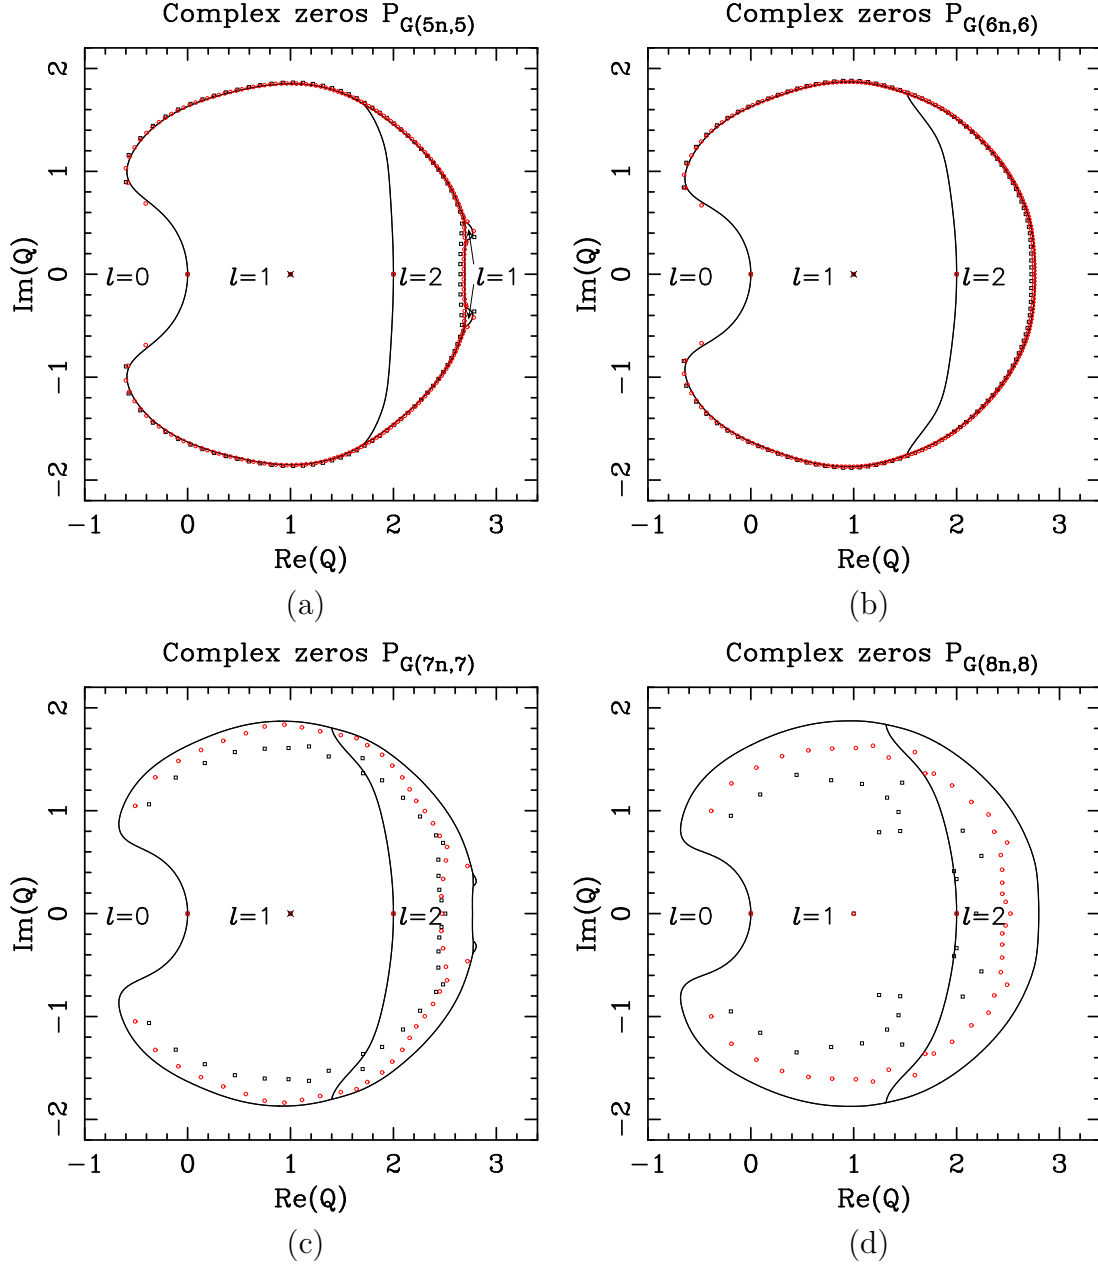 Complex zeros P_G(5n,5)
Im(Q)
2
1
0
−1
−2
l=0
l=1
l=2
l=1
−1 0 1 2 3
Re(Q)
(a)
Complex zeros P_G(6n,6)
Im(Q)
2
1
0
−1
−2
l=0
l=1
l=2
−1 0 1 2 3
Re(Q)
(b)
Complex zeros P_G(7n,7)
Im(Q)
2
1
0
−1
−2
l=0
l=1
l=2
−1 0 1 2 3
Re(Q)
(c)
Complex zeros P_G(8n,8)
Im(Q)
2
1
0
−1
−2
l=0
l=1
l=2
−1 0 1 2 3
Re(Q)
(d)